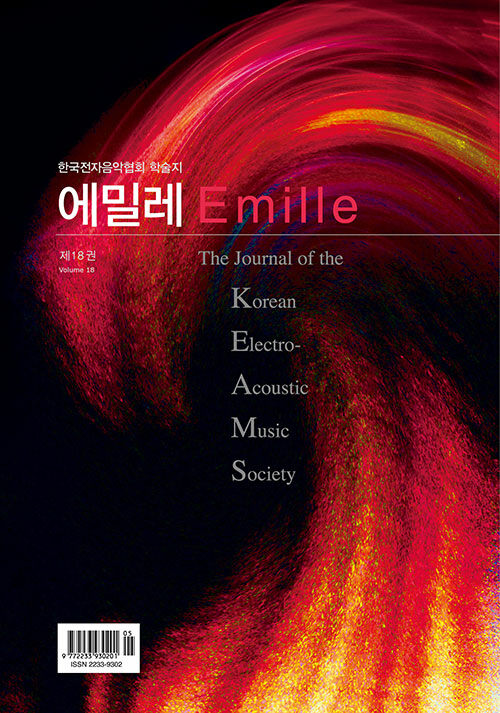 한국전자음악협회 학술지
에밀레 Emille
제18권
Volume 18
The Journal of the
Korean
Electro-
Acoustic
Music
Society
05
9 772233 930201
ISSN 2233-9302